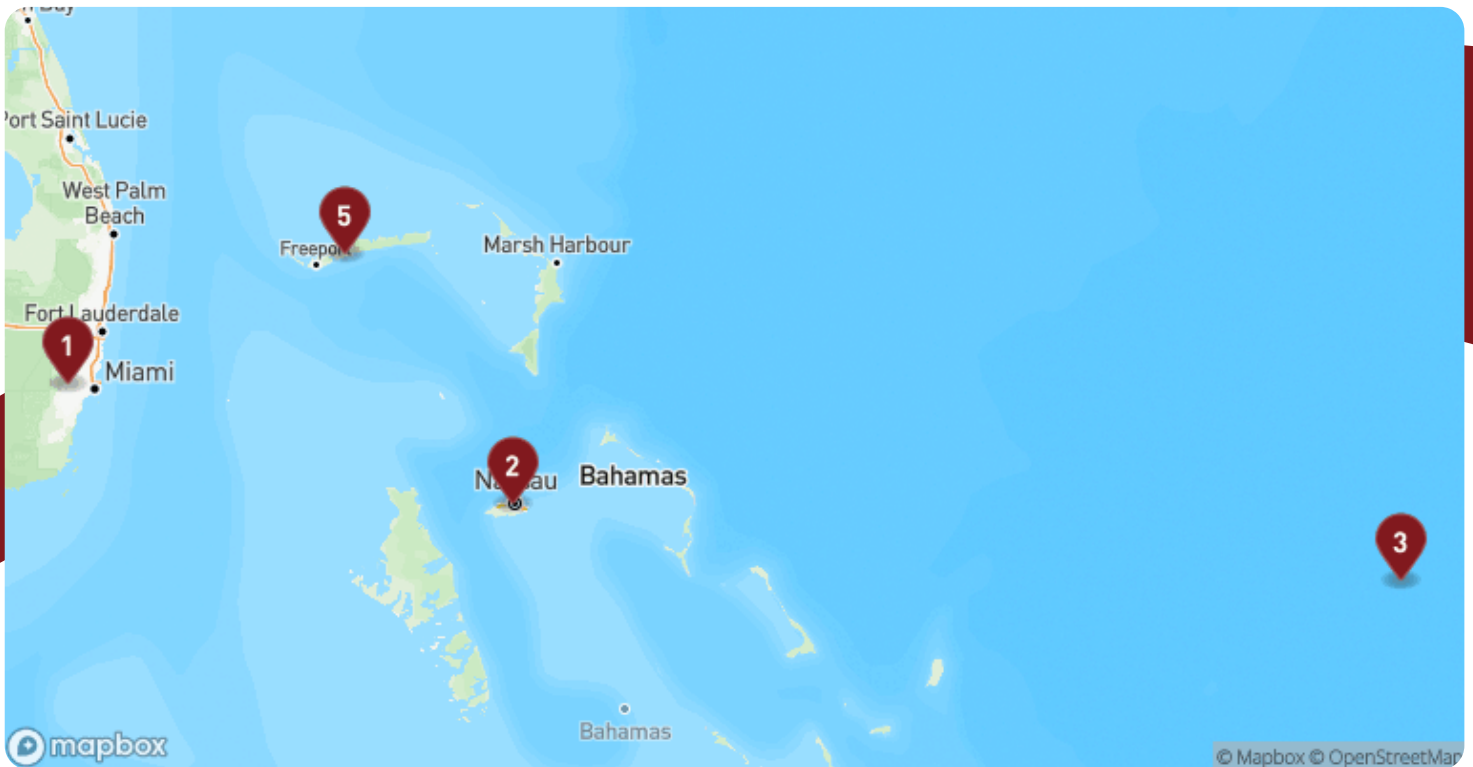 Port Saint Lucie
West Palm
Beach
5
Freeport
Marsh Harbour
Fort Lauderdale
1
Miami
2
Nassau
Bahamas
3
Bahamas
mapbox
© Mapbox © OpenStreetMap